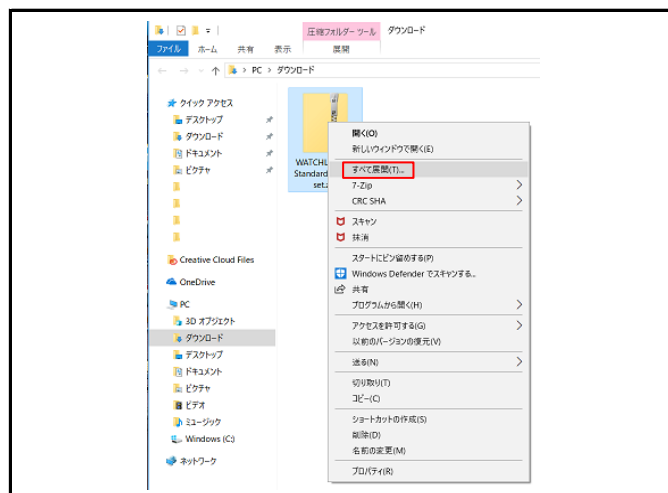 圧縮フォルダー ツール ダウンロード
ファイル ホーム 共有 表示 展開
PC > ダウンロード
クイック アクセス
デスクトップ
ダウンロード
ドキュメント
ピクチャ
Creative Cloud Files
OneDrive
PC
3D オブジェクト
ダウンロード
デスクトップ
ドキュメント
ピクチャ
ビデオ
ミュージック
Windows (C:)
ネットワーク
WATCHL
Standard
set.
開く(O)
新しいウィンドウで開く(E)
すべて展開(T)...
7-Zip
CRC SHA
スキャン
抹消
スタートにピン留めする(P)
Windows Defender でスキャンする...
共有
プログラムから開く(H)
アクセスを許可する(G)
以前のバージョンの復元(V)
送る(N)
切り取り(T)
コピー(C)
ショートカットの作成(S)
削除(D)
名前の変更(M)
プロパティ(R)